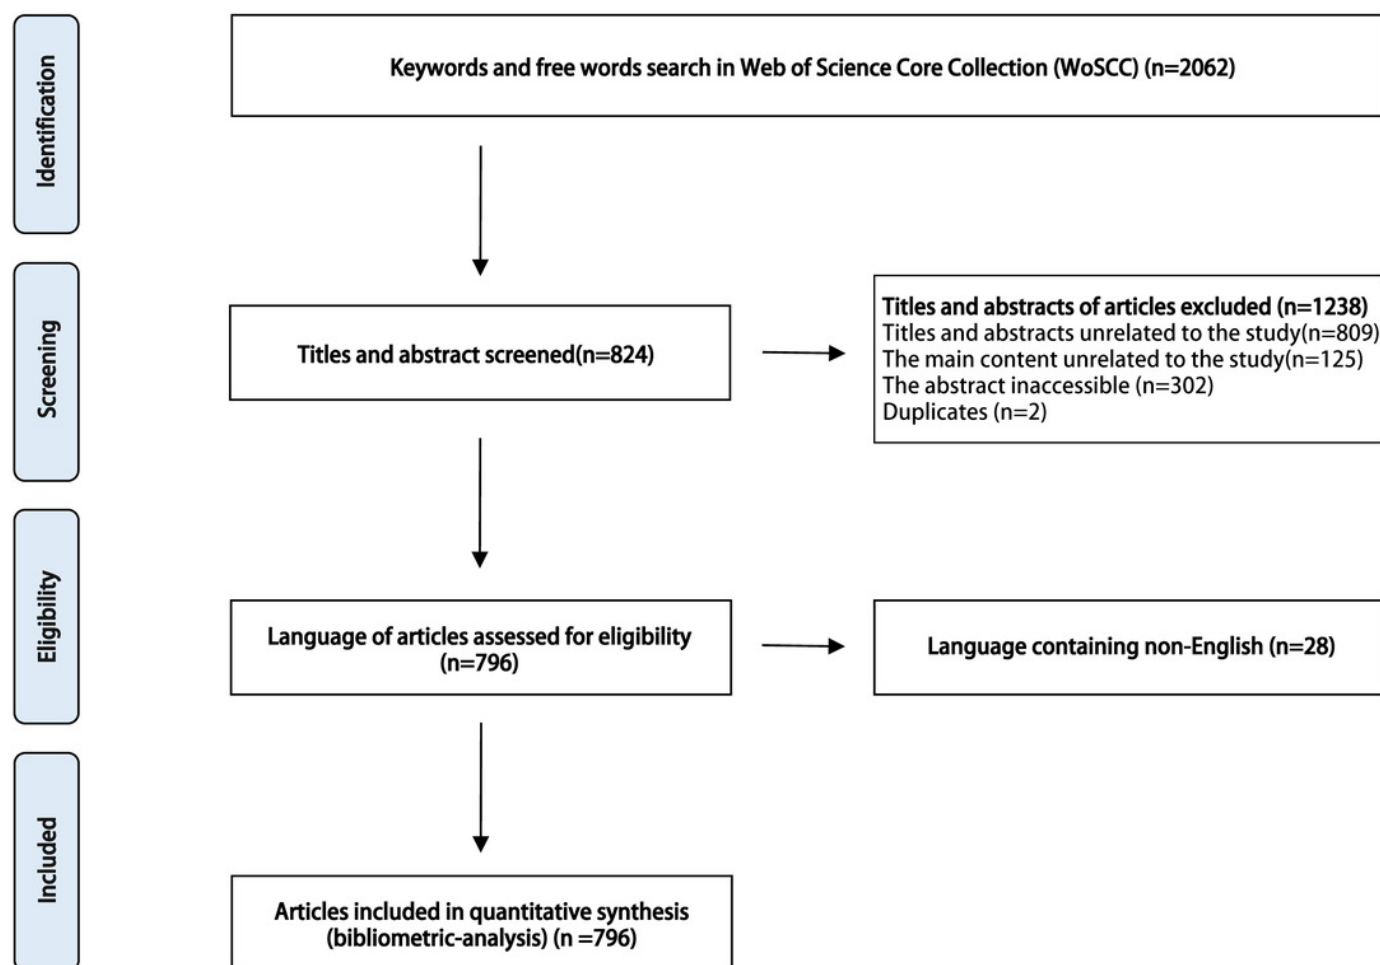 Identification
Keywords and free words search in Web of Science Core Collection (WoSCC) (n=2062)
Screening
Titles and abstract screened(n=824)
Titles and abstracts of articles excluded (n=1238)
Titles and abstracts unrelated to the study(n=809)
The main content unrelated to the study(n=125)
The abstract inaccessible (n=302)
Duplicates (n=2)
Eligibility
Language of articles assessed for eligibility
(n=796)
Language containing non-English (n=28)
Included
Articles included in quantitative synthesis
(bibliometric-analysis) (n =796)